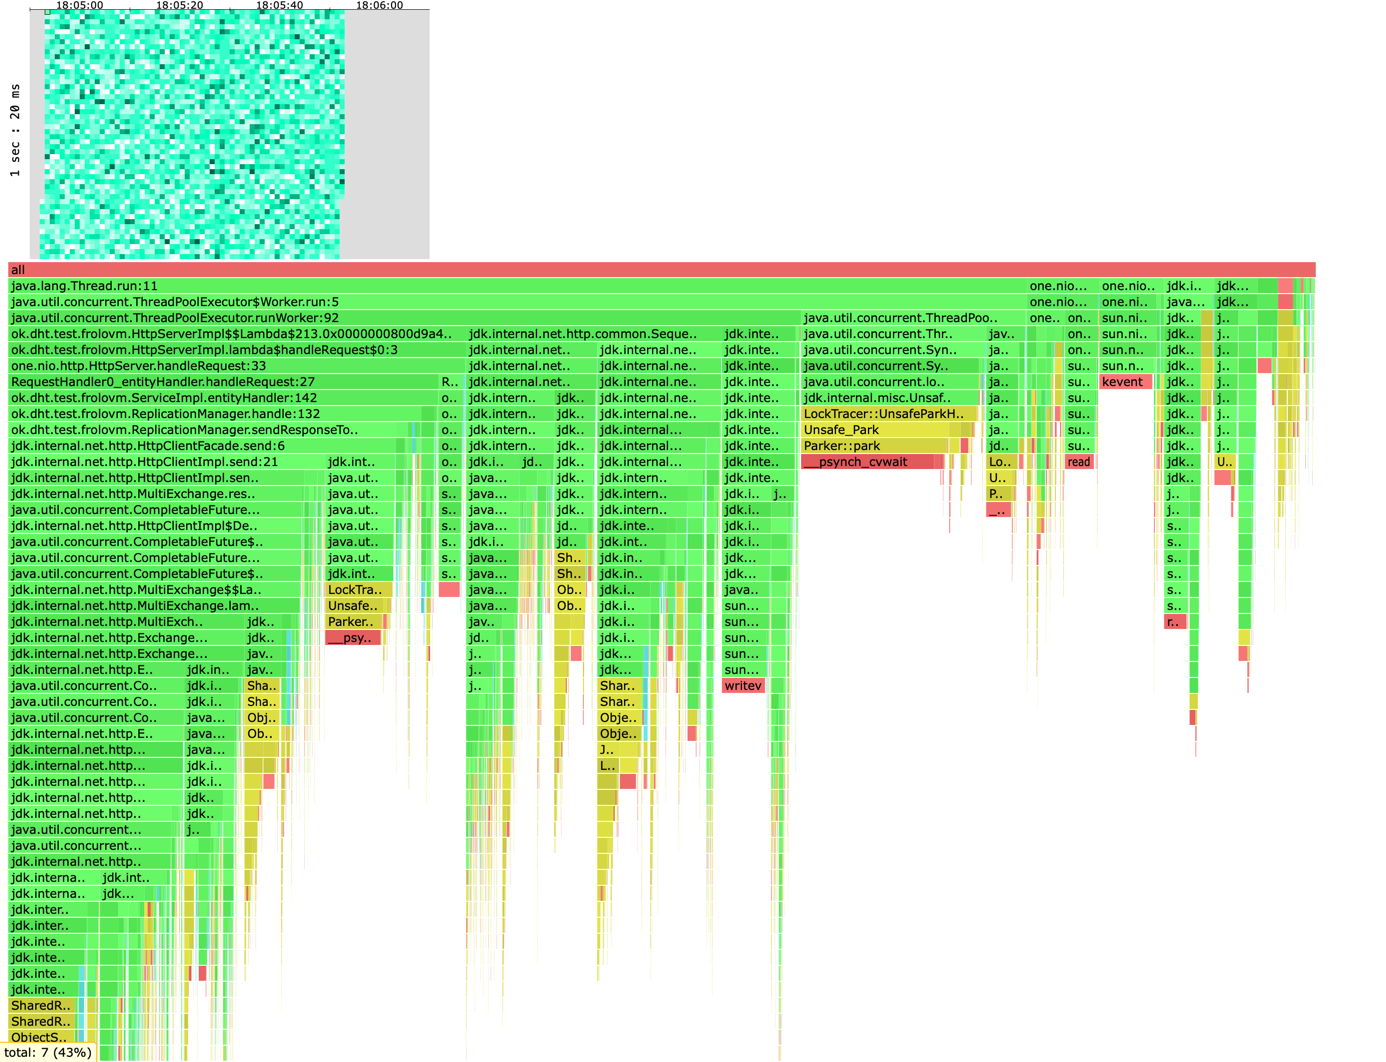 18:05:00 18:05:20 18:05:40 18:06:00
1 sec : 20 ms
all
java.lang.Thread.run:11 one.nio... one.nio.. jdk.i.. jdk...
java.util.concurrent.ThreadPoolExecutor$Worker.run:5 one.nio... one.ni.. java... jdk...
java.util.concurrent.ThreadPoolExecutor.runWorker:92 java.util.concurrent.ThreadPoo.. one.. on.. sun.ni.. jdk.. j..
ok.dht.test.frolovm.HttpServerImpl$$Lambda$213.0x0000000800d9a4.. jdk.internal.net.http.common.Seque.. jdk.inte.. java.util.concurrent.Thr.. jav.. on.. sun.ni.. jdk.. j..
ok.dht.test.frolovm.HttpServerImpl.lambda$handleRequest$0:3 jdk.internal.net.. jdk.internal.ne.. jdk.inte.. java.util.concurrent.Syn.. ja.. on.. sun.n.. jdk.. j..
one.nio.http.HttpServer.handleRequest:33 jdk.internal.net.. jdk.internal.ne.. jdk.inte.. java.util.concurrent.Sy.. ja.. su.. sun.n.. jdk.. j..
RequestHandler0_entityHandler.handleRequest:27 R.. jdk.internal.net.. jdk.internal.ne.. jdk.inte.. java.util.concurrent.lo.. ja.. su.. kevent jdk.. j..
ok.dht.test.frolovm.ServiceImpl.entityHandler:142 o.. jdk.intern.. jdk.. jdk.internal.ne.. jdk.inte.. jdk.internal.misc.Unsaf.. ja.. su.. jdk.. j..
ok.dht.test.frolovm.ReplicationManager.handle:132 o.. jdk.intern.. jdk.. jdk.internal.ne.. jdk.inte.. LockTracer::UnsafeParkH.. ja.. su.. jdk.. j..
ok.dht.test.frolovm.ReplicationManager.sendResponseTo.. o.. jdk.intern.. jdk.. jdk.internal... jdk.inte.. Unsafe_Park ja.. su.. jdk.. j..
jdk.internal.net.http.HttpClientFacade.send:6 o.. jdk.intern.. jdk.. jdk.internal... jdk.inte.. Parker::park jd.. su.. jdk.. j..
jdk.internal.net.http.HttpClientImpl.send:21 jdk.int.. o.. jdk.i.. jd.. jdk.. jdk.internal... jdk.inte.. __psynch_cvwait Lo.. read jdk.. U..
jdk.internal.net.http.HttpClientImpl.sen.. java.ut.. o.. java... jdk.. jdk.intern.. jdk.inte.. U.. jdk..
jdk.internal.net.http.MultiExchange.res.. java.ut.. s.. java... jdk.. jdk.intern.. jdk.i.. j.. P.. j..
java.util.concurrent.CompletableFuture.. java.ut.. s.. java... jdk.. jdk.intern.. jdk.i.. _.. j..
jdk.internal.net.http.HttpClientImpl$De.. java.ut.. s.. java... jd.. jdk.inte.. jdk.i.. s..
java.util.concurrent.CompletableFuture$.. java.ut.. s.. jdk.i.. jd.. jdk.int.. jdk.i.. s..
java.util.concurrent.CompletableFuture... java.ut.. s.. java... Sh.. jdk.in.. jdk... s..
java.util.concurrent.CompletableFuture$.. jdk.int.. s.. java... Sh.. jdk.in.. jdk... s..
jdk.internal.net.http.MultiExchange$$La.. LockTra.. java... Ob.. jdk.i.. java.. s..
jdk.internal.net.http.MultiExchange.lam.. Unsafe.. java... Ob.. jdk.i.. sun... s..
jdk.internal.net.http.MultiExch.. jdk.. Parker.. jav.. jdk.i.. sun... r..
jdk.internal.net.http.Exchange... jdk.. __psy.. jd.. jdk.i.. sun...
jdk.internal.net.http.Exchange... jav.. j.. jdk... sun...
jdk.internal.net.http.E.. jdk.in.. jav.. j.. jdk... sun...
java.util.concurrent.Co.. jdk.i.. Sha.. j.. Shar.. writev
java.util.concurrent.Co.. jdk.i.. Sha.. Shar..
java.util.concurrent.Co.. java... Obj.. Obje..
jdk.internal.net.http.E.. java... Ob.. Obje..
jdk.internal.net.http... java... J..
jdk.internal.net.http... jdk.i.. L..
jdk.internal.net.http... jdk.i..
jdk.internal.net.http... jdk..
jdk.internal.net.http.. jdk..
java.util.concurrent... j..
java.util.concurrent...
jdk.internal.net.http..
jdk.interna.. jdk.int..
jdk.interna.. jdk...
jdk.inter..
jdk.inter..
jdk.inte..
jdk.inte..
jdk.inte..
jdk.inte..
SharedR..
SharedR..
ObjectS..
total: 7 (43%)